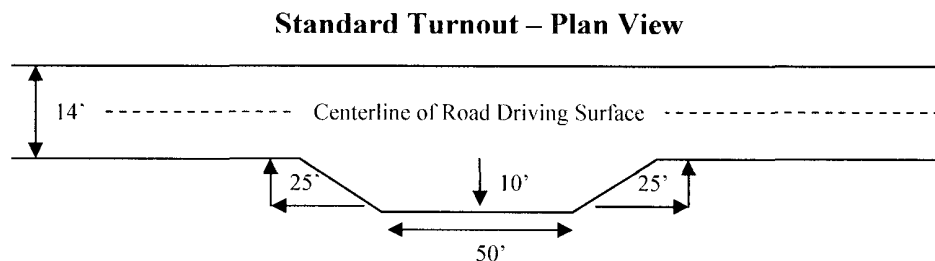 Standard Turnout – Plan View
14'
Centerline of Road Driving Surface
25'
10'
25'
50'